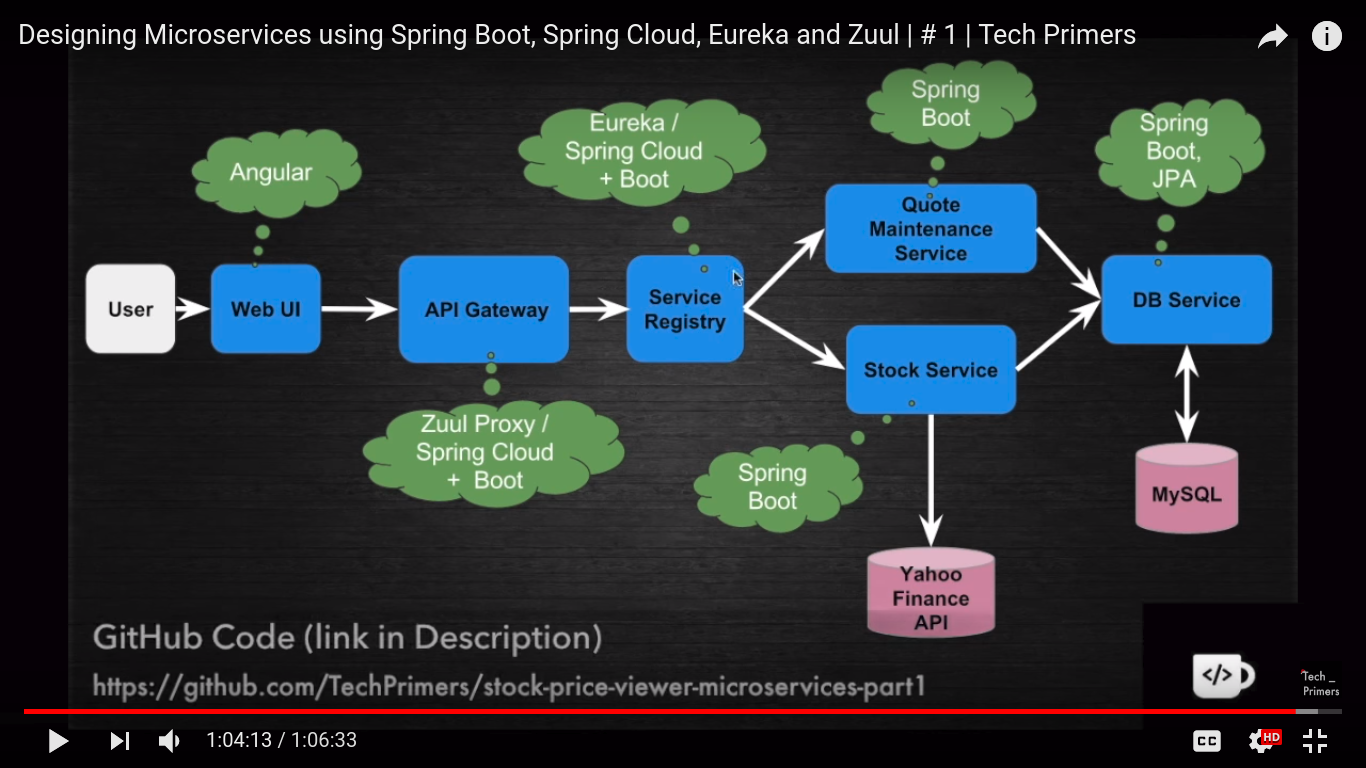 Designing Microservices using Spring Boot, Spring Cloud, Eureka and Zuul | # 1 | Tech Primers
Angular
Eureka /
Spring Cloud
+ Boot
Spring
Boot
Spring
Boot,
JPA
User
Web UI
API Gateway
Service
Registry
Quote
Maintenance
Service
Stock Service
DB Service
Zuul Proxy /
Spring Cloud
+ Boot
Spring
Boot
Yahoo
Finance
API
MySQL
GitHub Code (link in Description)
https://github.com/TechPrimers/stock-price-viewer-microservices-part1
</>
Tech _
Primers
1:04:13 / 1:06:33
CC
HD